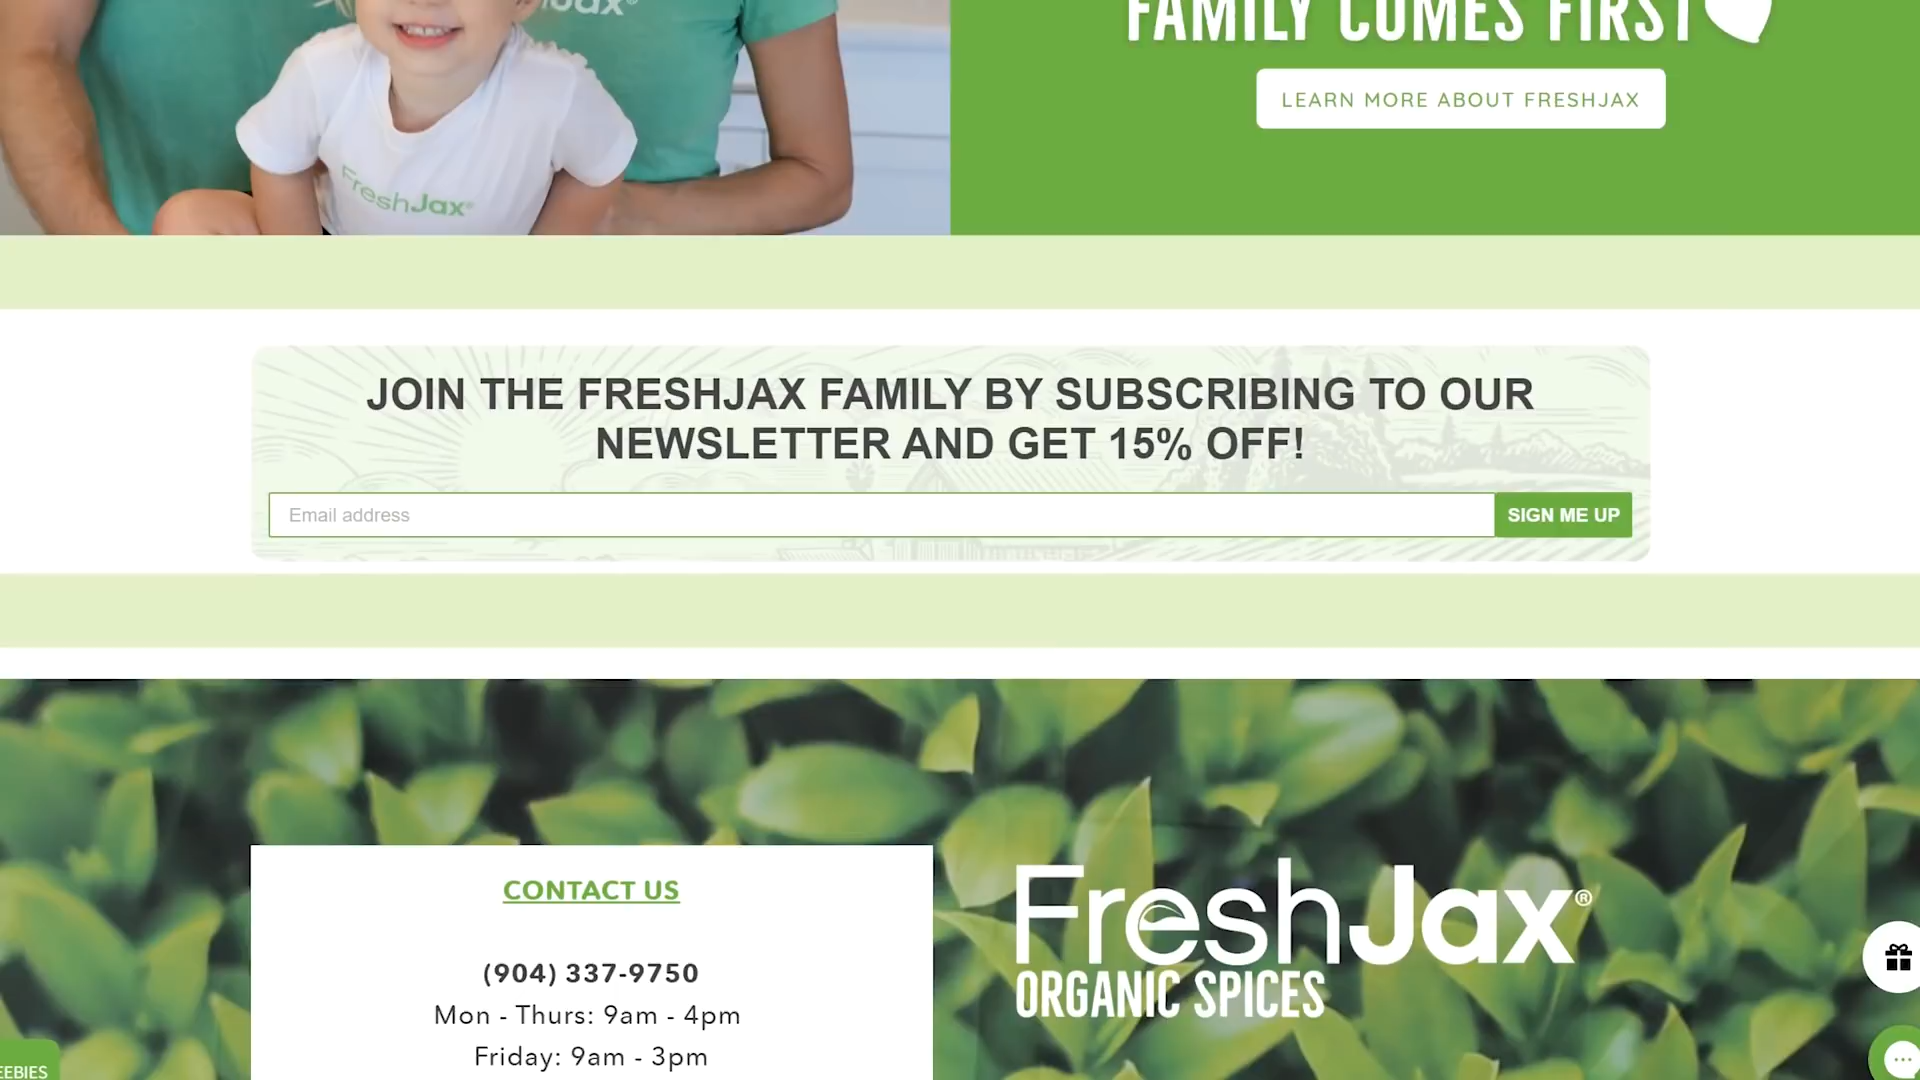 Jax®
FAMILY COMES FIRST
LEARN MORE ABOUT FRESHJAX
FreshJax®
JOIN THE FRESHJAX FAMILY BY SUBSCRIBING TO OUR
NEWSLETTER AND GET 15% OFF!
Email address
SIGN ME UP
CONTACT US
(904) 337-9750
Mon - Thurs: 9am - 4pm
Friday: 9am - 3pm
FreshJax®
ORGANIC SPICES